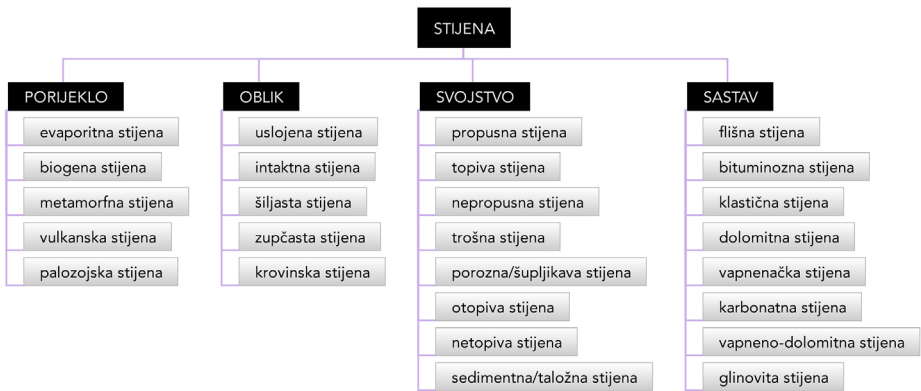 STIJENA
PORIJEKLO
evaporitna stijena
biogena stijena
metamorfna stijena
vulkanska stijena
palozojska stijena
OBLIK
uslojena stijena
intaktna stijena
šiljasta stijena
zupčasta stijena
krovinska stijena
SVOJSTVO
propusna stijena
topiva stijena
nepropusna stijena
trošna stijena
porozna/šupljikava stijena
otopiva stijena
netopiva stijena
sedimentna/taložna stijena
SASTAV
flišna stijena
bituminozna stijena
klastična stijena
dolomitna stijena
vapnenačka stijena
karbonatna stijena
vapneno-dolomitna stijena
glinovita stijena